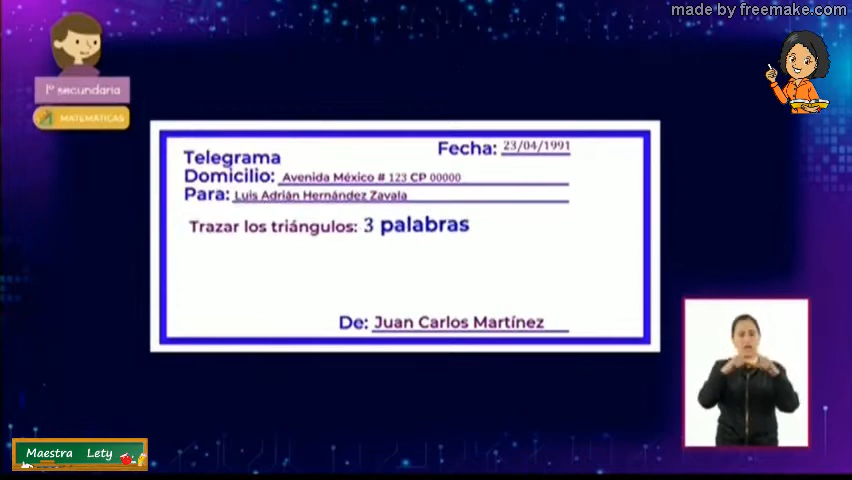 made by freemake.com
1º secundaria
MATEMÁTICAS
Fecha: 23/04/1991
Telegrama
Domicilio: Avenida México # 123 CP 00000
Para: Luis Adrián Hernández Zavala
Trazar los triángulos: 3 palabras
De: Juan Carlos Martínez
Maestra Lety